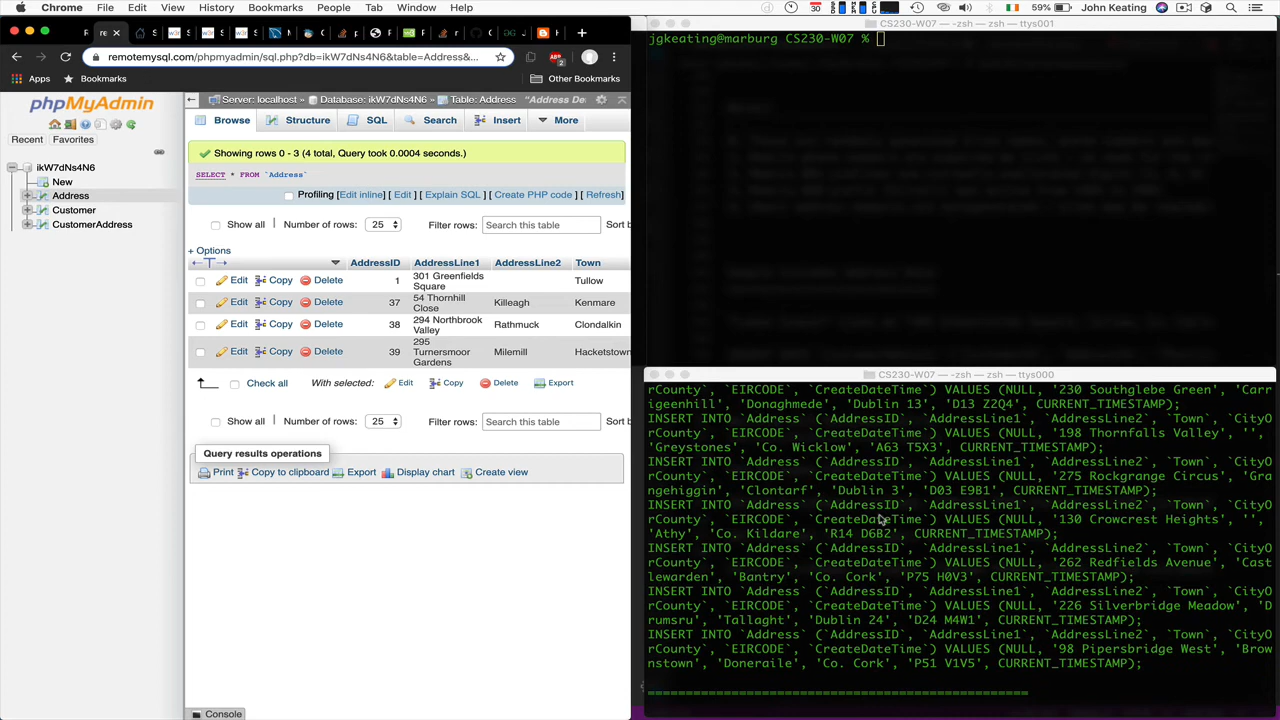 Chrome File Edit View History Bookmarks People Tab Window Help 30 59% John Keating
re
remotemysql.com/phpmyadmin/sql.php?db=ikW7dNs4N6&table=Address&...
Apps Bookmarks Other Bookmarks
phpMyAdmin
Recent Favorites
ikW7dNs4N6
New
Address
Customer
CustomerAddress
Server: localhost » Database: ikW7dNs4N6 » Table: Address "Address De
Browse Structure SQL Search Insert More
Showing rows 0 - 3 (4 total, Query took 0.0004 seconds.)
SELECT * FROM `Address`
Profiling [Edit inline] [ Edit ] [ Explain SQL ] [ Create PHP code ] [ Refresh]
Show all Number of rows: 25 Filter rows: Search this table Sort b
+ Options
←T→ AddressID AddressLine1 AddressLine2 Town
Edit Copy Delete 1 301 Greenfields Tullow
Square
Edit Copy Delete 37 54 Thornhill Killeagh Kenmare
Close
Edit Copy Delete 38 294 Northbrook Rathmuck Clondalkin
Valley
295
Edit Copy Delete 39 Turnersmoor Milemill Hacketstown
Gardens
Check all With selected: Edit Copy Delete Export
Show all Number of rows: 25 Filter rows: Search this table Sort b
Query results operations
Print Copy to clipboard Export Display chart Create view
Console
CS230-W07 — -zsh — zsh — ttys001
jgkeating@marburg CS230-W07 %
CS230-W07 — -zsh — zsh — ttys000
rCounty`, `EIRCODE`, `CreateDateTime`) VALUES (NULL, '230 Southglebe Green', 'Carr
igeenhill', 'Donaghmede', 'Dublin 13', 'D13 Z2Q4', CURRENT_TIMESTAMP);
INSERT INTO `Address` (`AddressID`, `AddressLine1`, `AddressLine2`, `Town`, `CityO
rCounty`, `EIRCODE`, `CreateDateTime`) VALUES (NULL, '198 Thornfalls Valley', '',
'Greystones', 'Co. Wicklow', 'A63 T5X3', CURRENT_TIMESTAMP);
INSERT INTO `Address` (`AddressID`, `AddressLine1`, `AddressLine2`, `Town`, `CityO
rCounty`, `EIRCODE`, `CreateDateTime`) VALUES (NULL, '275 Rockgrange Circus', 'Gra
ngehiggin', 'Clontarf', 'Dublin 3', 'D03 E9B1', CURRENT_TIMESTAMP);
INSERT INTO `Address` (`AddressID`, `AddressLine1`, `AddressLine2`, `Town`, `CityO
rCounty`, `EIRCODE`, `CreateDateTime`) VALUES (NULL, '130 Crowcrest Heights', '',
'Athy', 'Co. Kildare', 'R14 D6B2', CURRENT_TIMESTAMP);
INSERT INTO `Address` (`AddressID`, `AddressLine1`, `AddressLine2`, `Town`, `CityO
rCounty`, `EIRCODE`, `CreateDateTime`) VALUES (NULL, '262 Redfields Avenue', 'Cast
lewarden', 'Bantry', 'Co. Cork', 'P75 H0V3', CURRENT_TIMESTAMP);
INSERT INTO `Address` (`AddressID`, `AddressLine1`, `AddressLine2`, `Town`, `CityO
rCounty`, `EIRCODE`, `CreateDateTime`) VALUES (NULL, '226 Silverbridge Meadow', 'D
rumsru', 'Tallaght', 'Dublin 24', 'D24 M4W1', CURRENT_TIMESTAMP);
INSERT INTO `Address` (`AddressID`, `AddressLine1`, `AddressLine2`, `Town`, `CityO
rCounty`, `EIRCODE`, `CreateDateTime`) VALUES (NULL, '98 Pipersbridge West', 'Brow
nstown', 'Doneraile', 'Co. Cork', 'P51 V1V5', CURRENT_TIMESTAMP);
==================================================